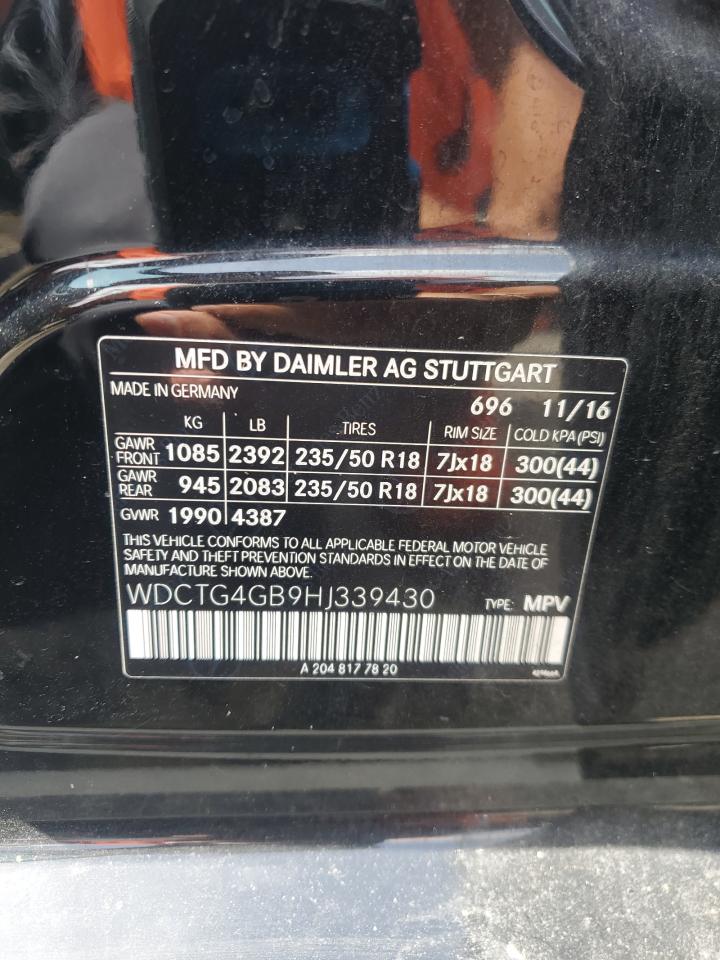 MFD BY DAIMLER AG STUTTGART
MADE IN GERMANY 696 11/16
KG LB TIRES RIM SIZE COLD KPA (PSI)
GAWR FRONT 1085 2392 235/50 R18 7Jx18 300(44)
GAWR REAR 945 2083 235/50 R18 7Jx18 300(44)
GVWR 1990 4387
THIS VEHICLE CONFORMS TO ALL APPLICABLE FEDERAL MOTOR VEHICLE
SAFETY AND THEFT PREVENTION STANDARDS IN EFFECT ON THE DATE OF
MANUFACTURE SHOWN ABOVE.
WDCTG4GB9HJ339430 TYPE: MPV
A 204 817 78 20